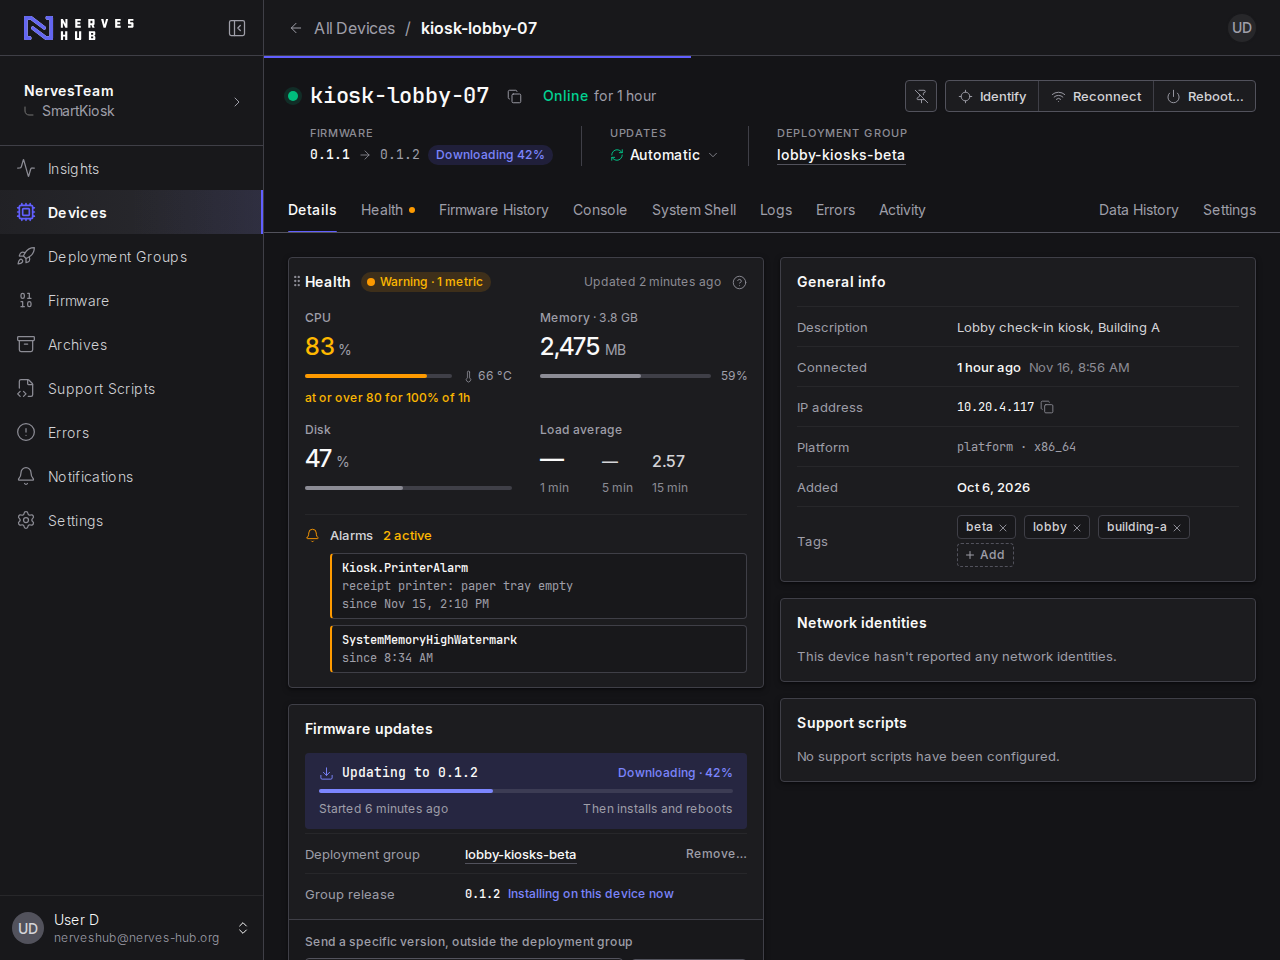 NERVES
HUB
All Devices / kiosk-lobby-07
UD
NervesTeam
SmartKiosk
Insights
Devices
Deployment Groups
Firmware
Archives
Support Scripts
Errors
Notifications
Settings
UD
User D
nerveshub@nerves-hub.org
kiosk-lobby-07
Online for 1 hour
Identify
Reconnect
Reboot...
FIRMWARE
0.1.1 → 0.1.2 Downloading 42%
UPDATES
Automatic
DEPLOYMENT GROUP
lobby-kiosks-beta
Details Health Firmware History Console System Shell Logs Errors Activity Data History Settings
Health Warning · 1 metric Updated 2 minutes ago
CPU
83 %
66 °C
at or over 80 for 100% of 1h
Memory · 3.8 GB
2,475 MB
59%
Disk
47 %
Load average
— — 2.57
1 min 5 min 15 min
Alarms 2 active
Kiosk.PrinterAlarm
receipt printer: paper tray empty
since Nov 15, 2:10 PM
SystemMemoryHighWatermark
since 8:34 AM
Firmware updates
Updating to 0.1.2 Downloading · 42%
Started 6 minutes ago Then installs and reboots
Deployment group lobby-kiosks-beta Remove...
Group release 0.1.2 Installing on this device now
Send a specific version, outside the deployment group
General info
Description Lobby check-in kiosk, Building A
Connected 1 hour ago Nov 16, 8:56 AM
IP address 10.20.4.117
Platform platform · x86_64
Added Oct 6, 2026
Tags beta × lobby × building-a ×
+ Add
Network identities
This device hasn't reported any network identities.
Support scripts
No support scripts have been configured.